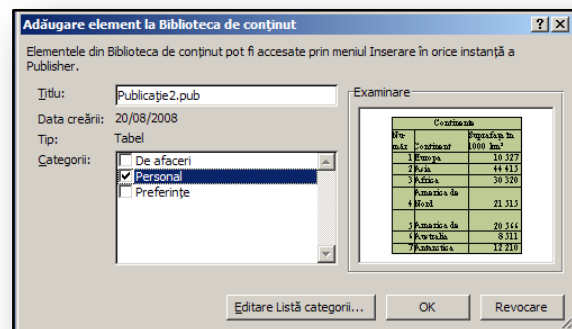 Adăugare element la Biblioteca de conținut
Elementele din Biblioteca de conținut pot fi accesate prin meniul Inserare în orice instanță a
Publisher.
Titlu: Publicație2.pub
Data creării: 20/08/2008
Tip: Tabel
Categorii: De afaceri
Personal
Preferințe
Examinare
Continente
Nu-
măr Continent Suprafața în
1000 km²
1 Europa 10 527
2 Asia 44 415
3 Africa 30 320
America de
4 Nord 21 515
5 America de 20 566
6 Australia 8 511
7 Antarctica 12 210
Editare Listă categorii... OK Revocare